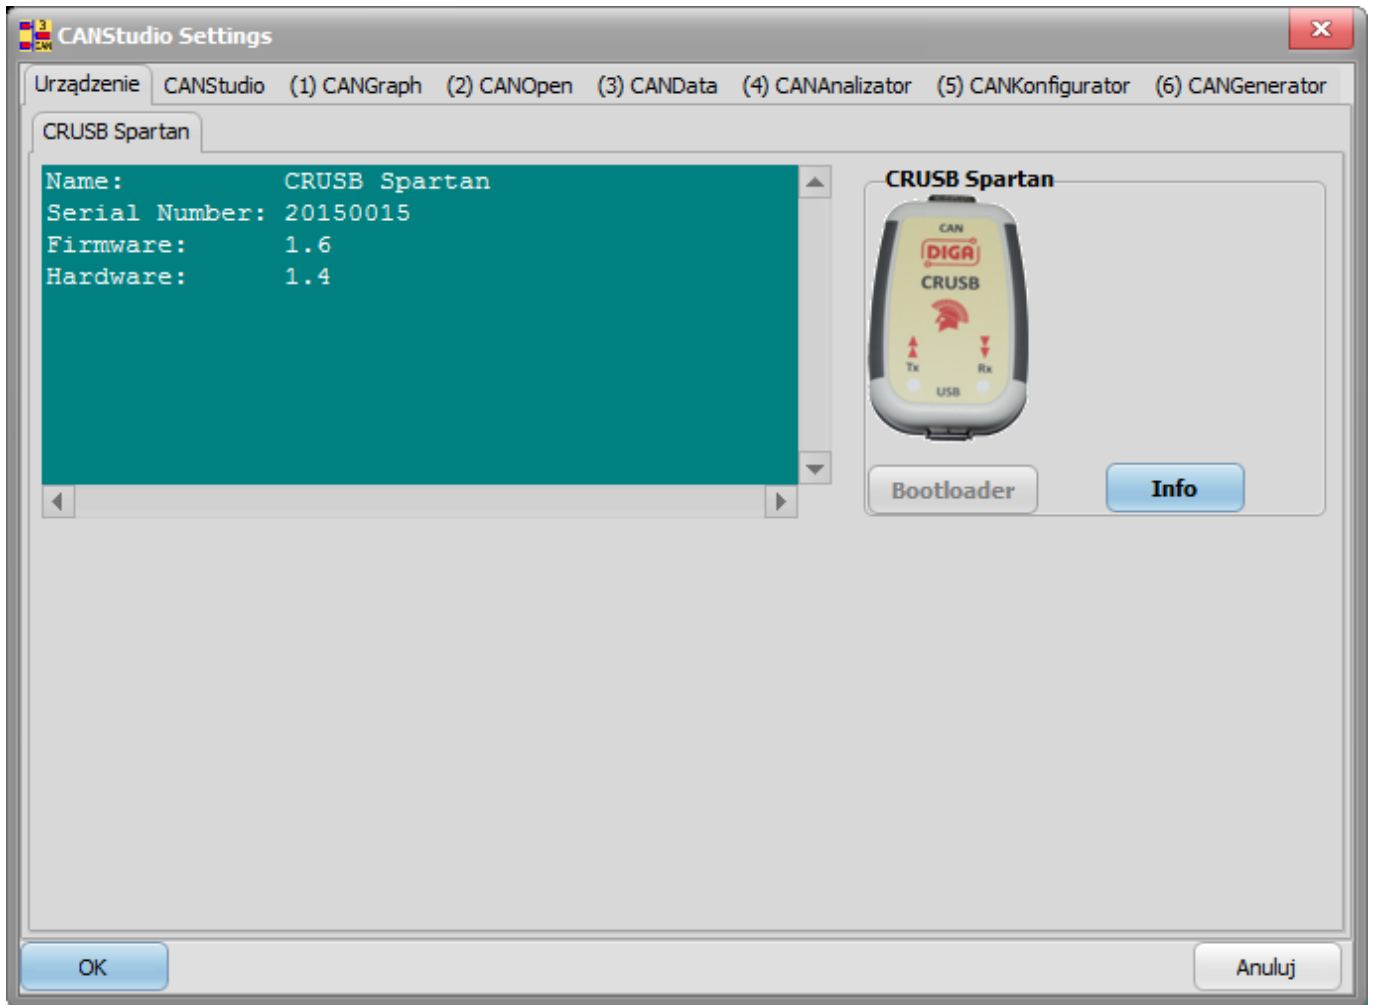 CANStudio Settings
Urządzenie CANStudio (1) CANGraph (2) CANOpen (3) CANData (4) CANAnalizator (5) CANKonfigurator (6) CANGenerator
CRUSB Spartan
Name: CRUSB Spartan
Serial Number: 20150015
Firmware: 1.6
Hardware: 1.4
CRUSB Spartan
CAN
DIGA
CRUSB
Tx Rx
USB
Bootloader Info
OK Anuluj